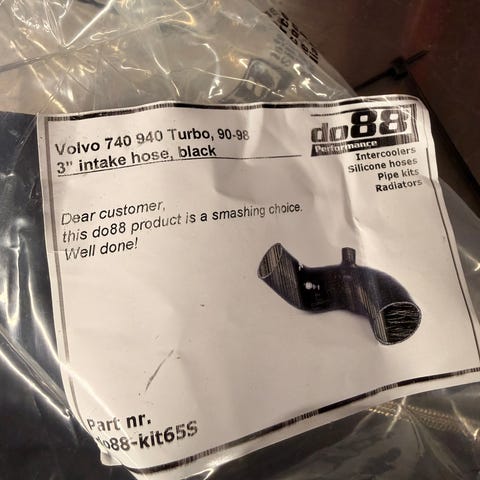 Volvo 740 940 Turbo, 90-98
3" intake hose, black
do88
Performance
Intercoolers
Silicone hoses
Pipe kits
Radiators
Dear customer,
this do88 product is a smashing choice.
Well done!
Part nr.
do88-kit65S